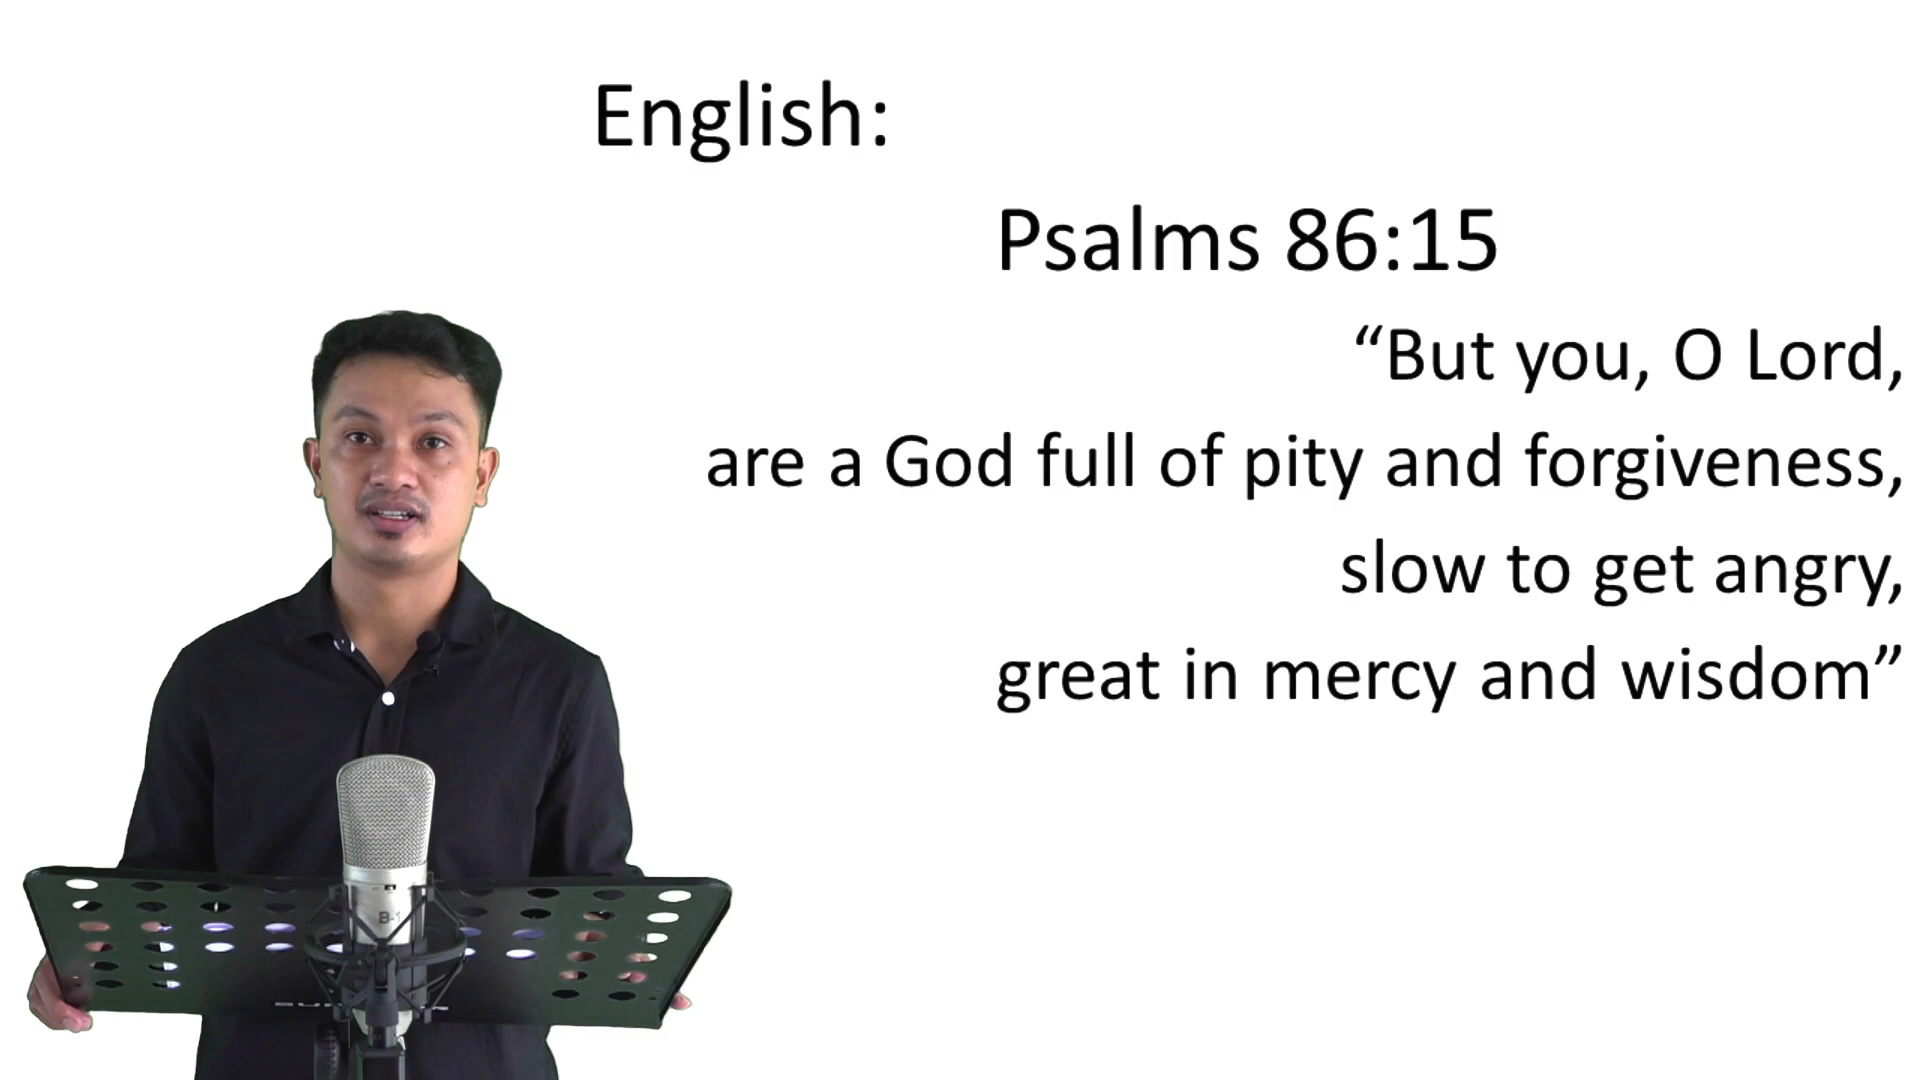 English:
Psalms 86:15
“But you, O Lord,
are a God full of pity and forgiveness,
slow to get angry,
great in mercy and wisdom”
B-1